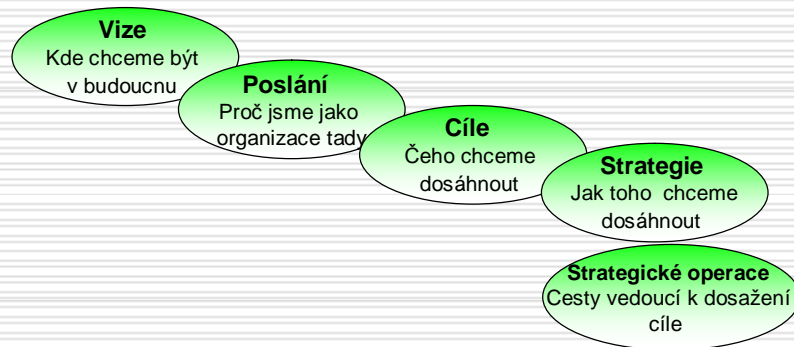 Vize
Kde chceme být
v budoucnu
Poslání
Proč jsme jako
organizace tady
Cíle
Čeho chceme
dosáhnout
Strategie
Jak toho chceme
dosáhnout
Strategické operace
Cesty vedoucí k dosažení
cíle